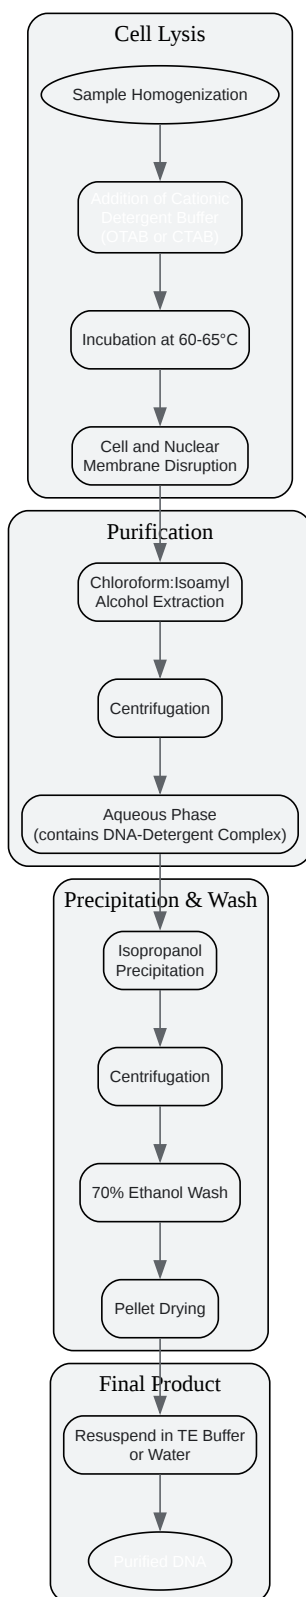 Cell Lysis
Sample Homogenization
Addition of Cationic
Detergent Buffer
(OTAB or CTAB)
Incubation at 60-65°C
Cell and Nuclear
Membrane Disruption
Purification
Chloroform:Isoamyl
Alcohol Extraction
Centrifugation
Aqueous Phase
(contains DNA-Detergent Complex)
Precipitation & Wash
Isopropanol
Precipitation
Centrifugation
70% Ethanol Wash
Pellet Drying
Final Product
Resuspend in TE Buffer
or Water
Purified DNA